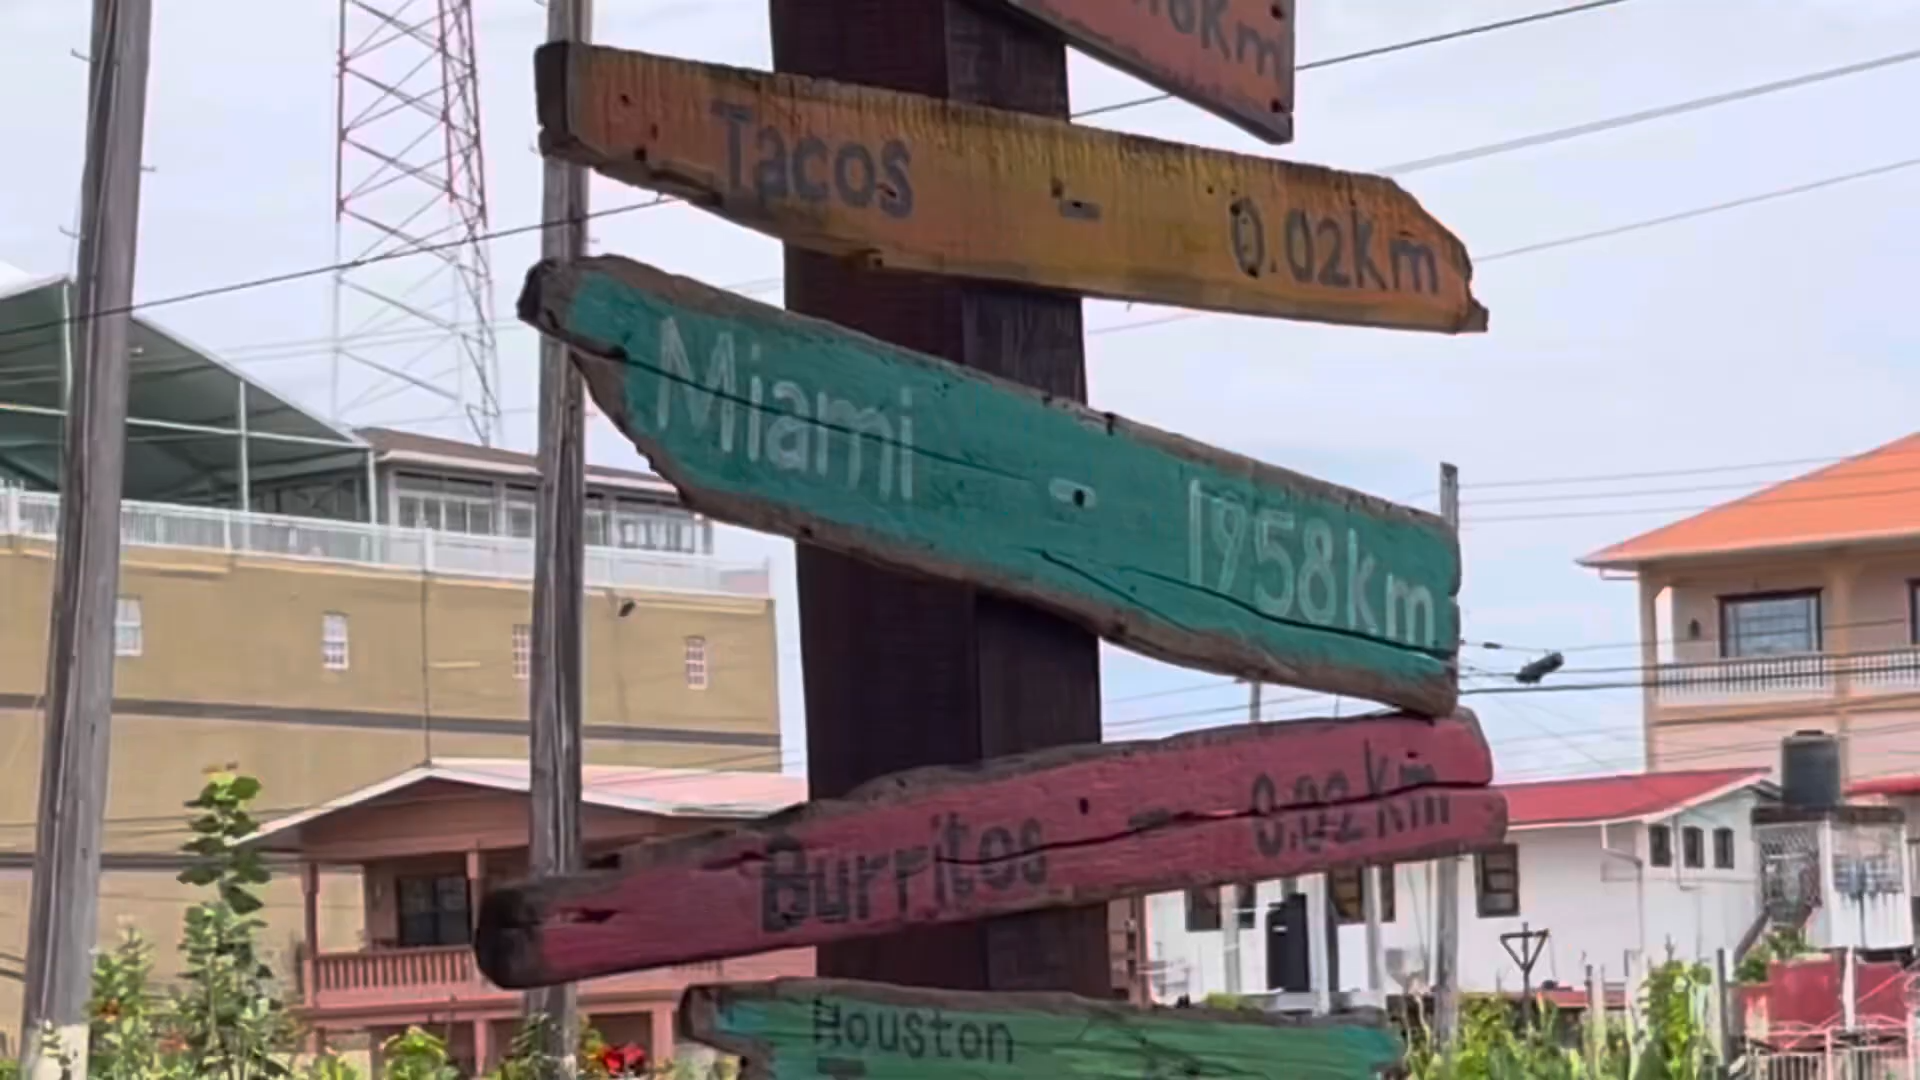 Tacos - 0.02Km
Miami - 1958km
Burritos - 0.02 Km
Houston
-